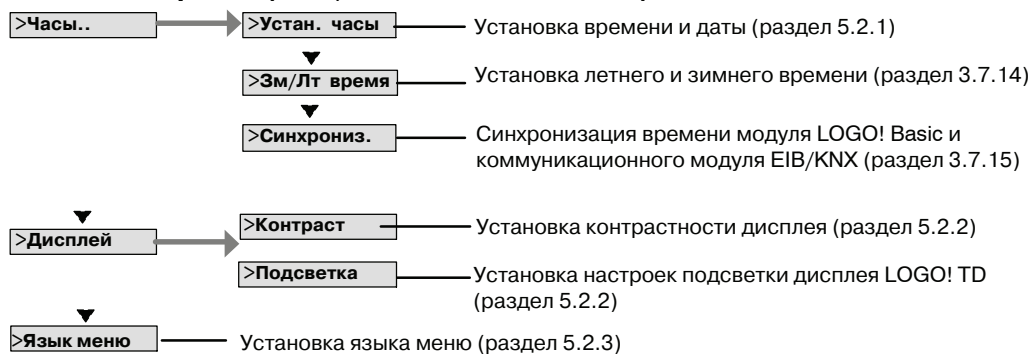 >Часы..
>Устан. часы
Установка времени и даты (раздел 5.2.1)
>Зм/Лт время
Установка летнего и зимнего времени (раздел 3.7.14)
>Синхрониз.
Синхронизация времени модуля LOGO! Basic и
коммуникационного модуля EIB/KNX (раздел 3.7.15)
>Дисплей
>Контраст
Установка контрастности дисплея (раздел 5.2.2)
>Подсветка
Установка настроек подсветки дисплея LOGO! TD
(раздел 5.2.2)
>Язык меню
Установка языка меню (раздел 5.2.3)